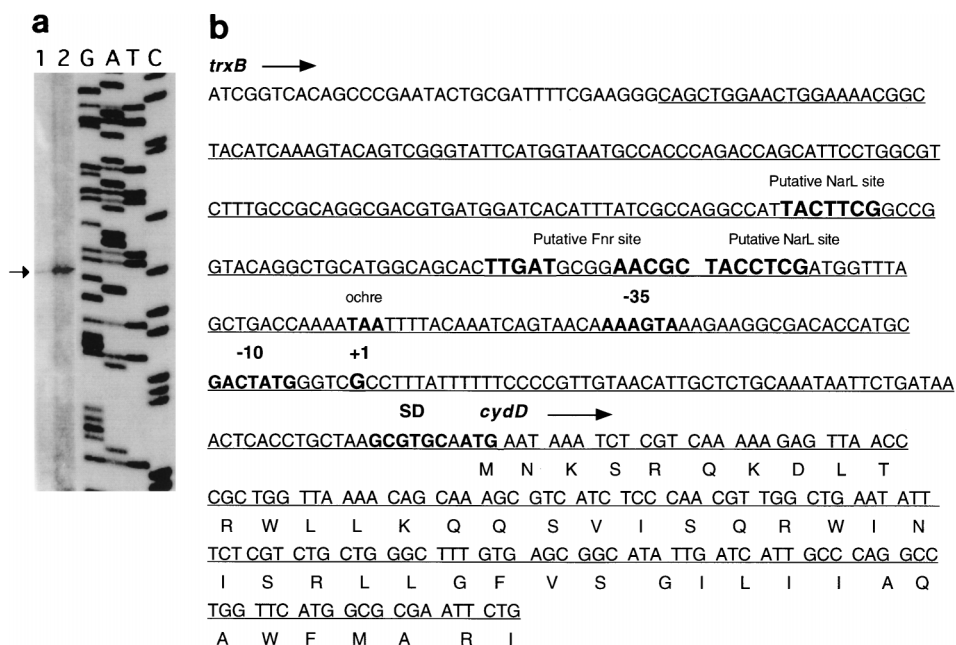 a
1 2 G A T C
b
trxB
ATCGGTCACAGCCCGAATACTGCGATTTTCGAAGGGCAGCTGGAACTGGAAAACGGC
TACATCAAAGTACAGTCGGGTATTCATGGTAATGCCACCCAGACCAGCATTCCTGGCGT
Putative NarL site
CTTTGCCGCAGGCGACGTGATGGATCACATTTATCGCCAGGCCATTACTTCGGCCG
Putative Fnr site Putative NarL site
GTACAGGCTGCATGGCAGCACTTGATGCGGAACGC TACCTCGATGGTTTA
ochre -35
GCTGACCAAAATAATTTTACAAATCAGTAACAAAAGTAAAGAAGGCGACACCATGC
-10 +1
GACTATGGGTCGCCTTTATTTTTTCCCCGTTGTAACATTGCTCTGCAAATAATTCTGATAA
SD cydD
ACTCACCTGCTAAGCGTGCAATG AAT AAA TCT CGT CAA AAA GAG TTA ACC
M N K S R Q K D L T
CGC TGG TTA AAA CAG CAA AGC GTC ATC TCC CAA CGT TGG CTG AAT ATT
R W L L K Q Q S V I S Q R W I N
TCT CGT CTG CTG GGC TTT GTG AGC GGC ATA TTG ATC ATT GCC CAG GCC
I S R L L G F V S G I L I I A Q
TGG TTC ATG GCG CGA ATT CTG
A W F M A R I